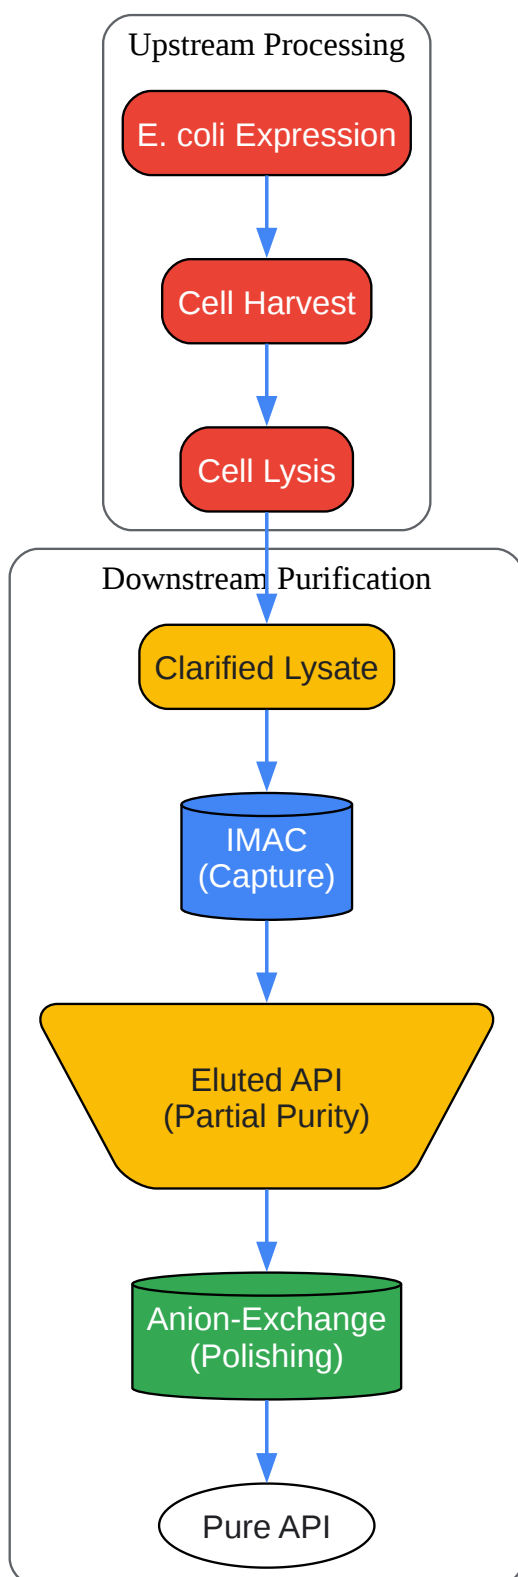 Upstream Processing
E. coli Expression
Cell Harvest
Cell Lysis
Downstream Purification
Clarified Lysate
IMAC
(Capture)
Eluted API
(Partial Purity)
Anion-Exchange
(Polishing)
Pure API